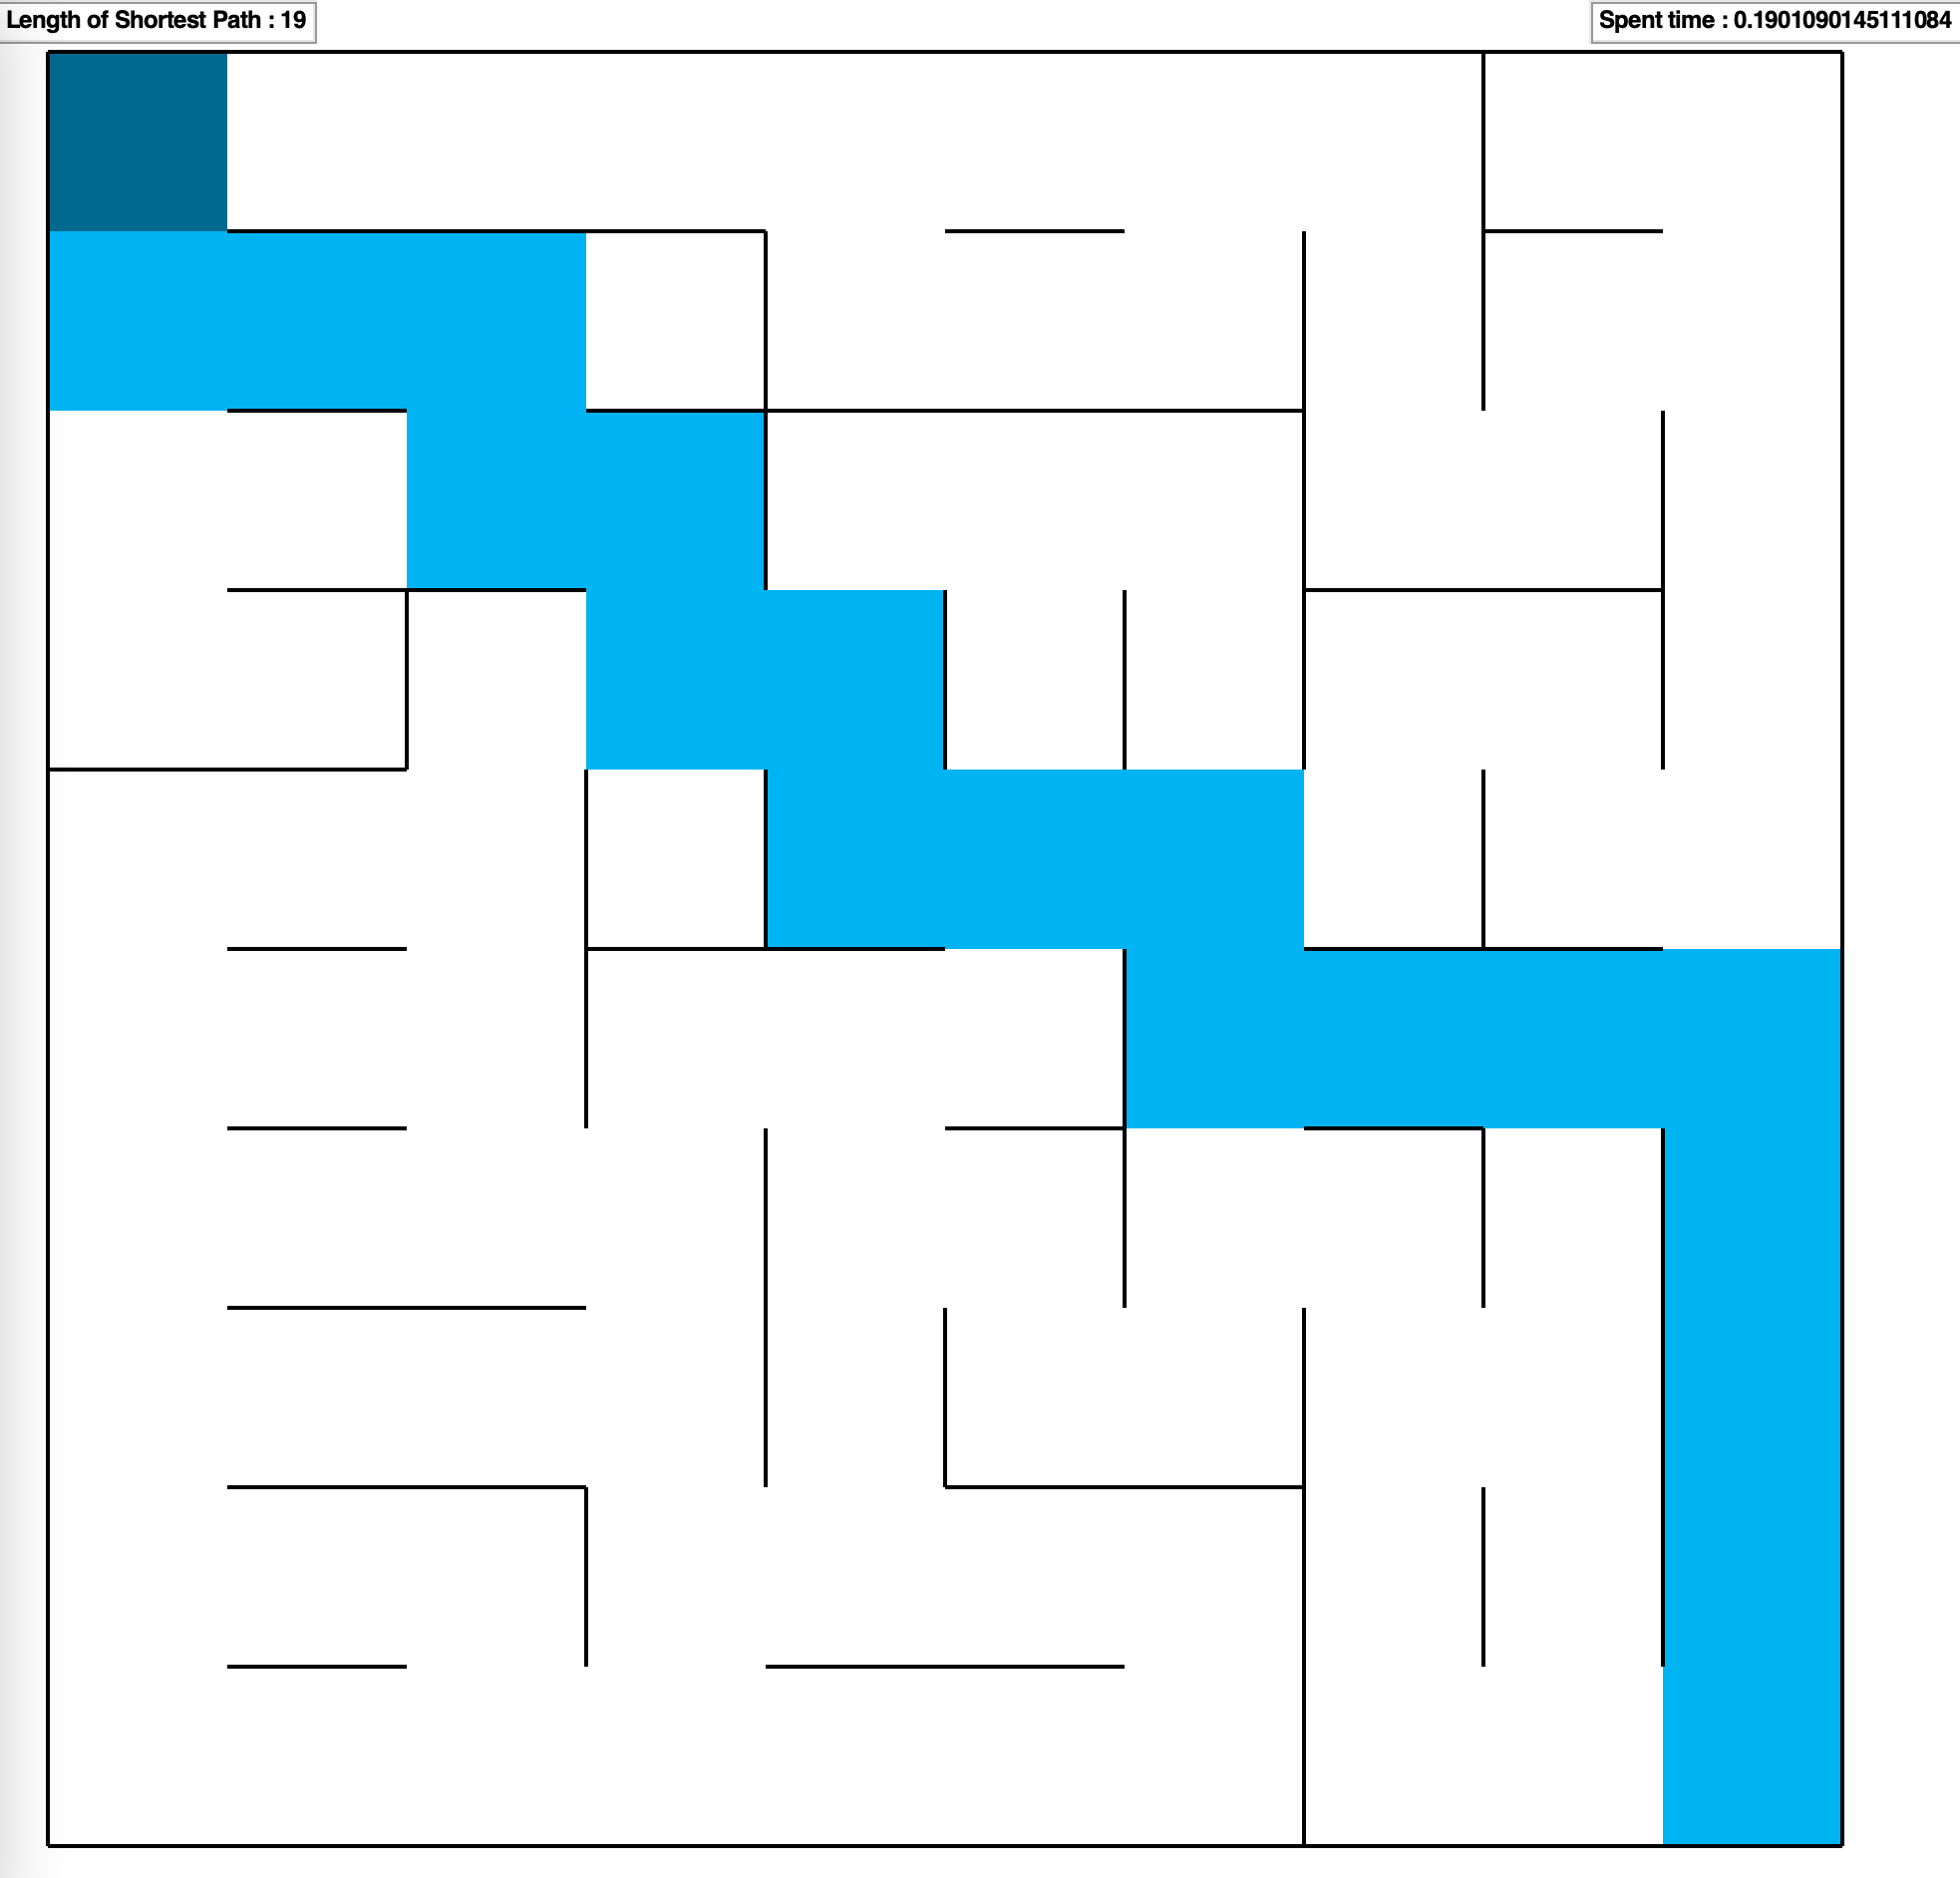 Length of Shortest Path : 19
Spent time : 0.1901090145111084